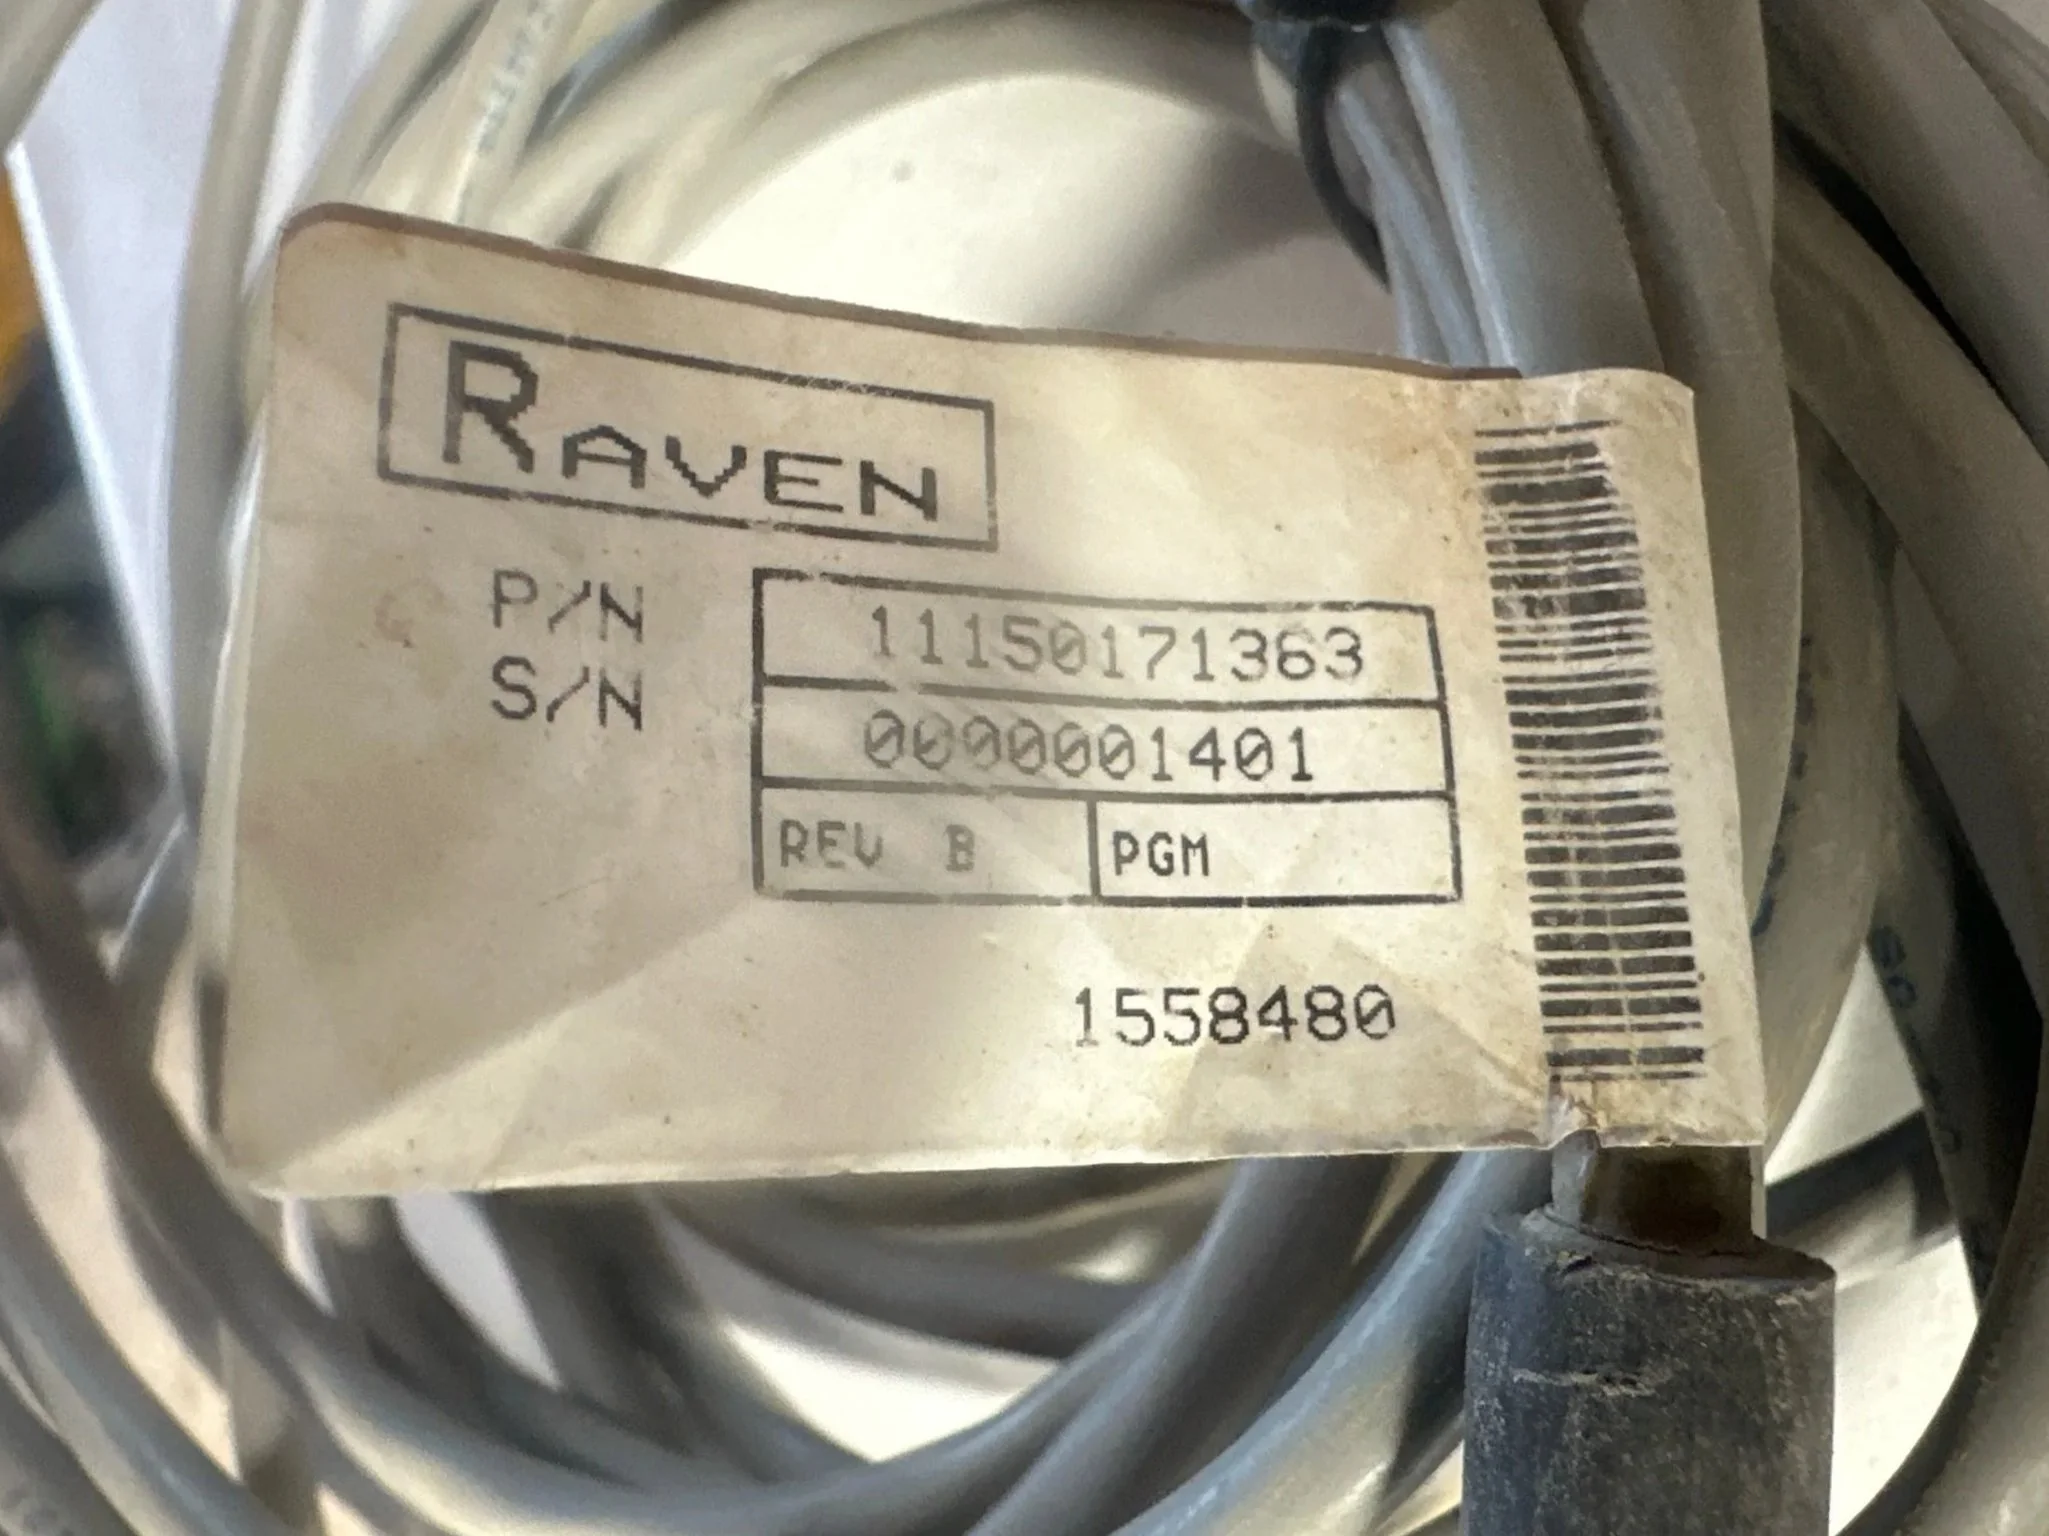 RAVEN
P/N 11150171363
S/N 0000001401
REV B PGM
1558480